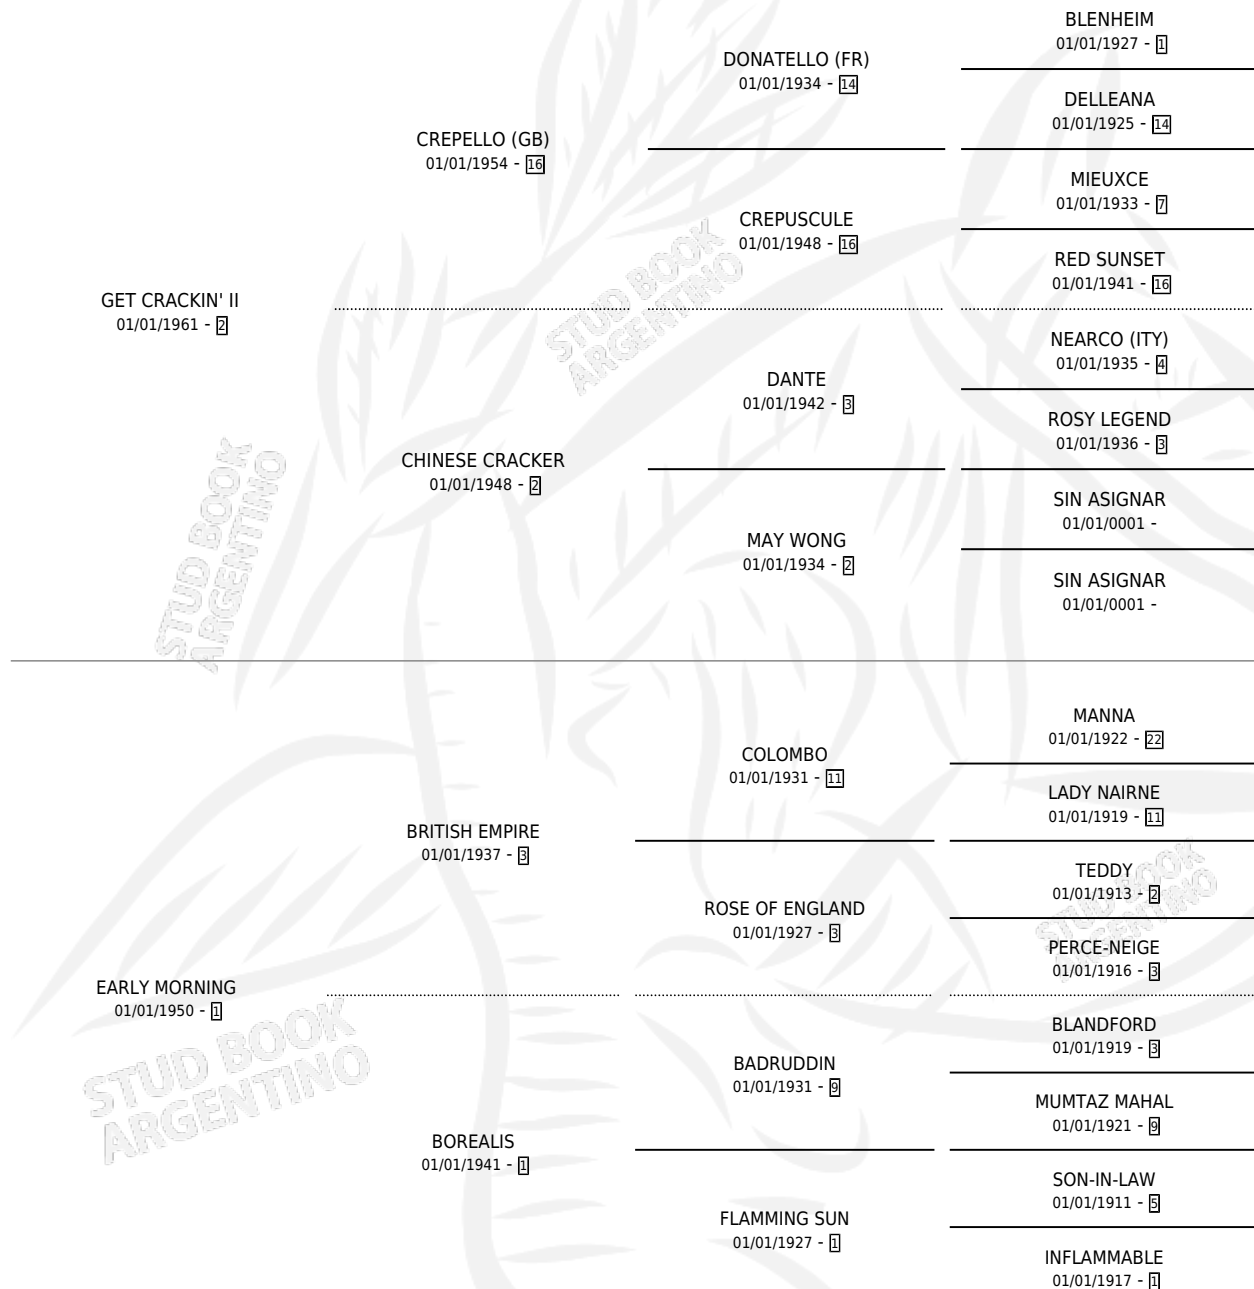 BLENHEIM
01/01/1927 - 1
DONATELLO (FR)
01/01/1934 - 14
DELLEANA
01/01/1925 - 14
CREPELLO (GB)
01/01/1954 - 16
MIEUXCE
01/01/1933 - 7
CREPUSCULE
01/01/1948 - 16
RED SUNSET
01/01/1941 - 16
GET CRACKIN' II
01/01/1961 - 2
STUD BOOK
ARGENTINO
NEARCO (ITY)
01/01/1935 - 4
DANTE
01/01/1942 - 3
ROSY LEGEND
01/01/1936 - 3
CHINESE CRACKER
01/01/1948 - 2
SIN ASIGNAR
01/01/0001 -
MAY WONG
01/01/1934 - 2
SIN ASIGNAR
01/01/0001 -
STUD BOOK
ARGENTINO
MANNA
01/01/1922 - 22
COLOMBO
01/01/1931 - 11
LADY NAIRNE
01/01/1919 - 11
BRITISH EMPIRE
01/01/1937 - 3
TEDDY
01/01/1913 - 2
STUD BOOK
ARGENTINO
ROSE OF ENGLAND
01/01/1927 - 3
PERCE-NEIGE
01/01/1916 - 3
EARLY MORNING
01/01/1950 - 1
STUD BOOK
ARGENTINO
BLANDFORD
01/01/1919 - 3
BADRUDDIN
01/01/1931 - 9
MUMTAZ MAHAL
01/01/1921 - 9
BOREALIS
01/01/1941 - 1
SON-IN-LAW
01/01/1911 - 5
FLAMMING SUN
01/01/1927 - 1
INFLAMMABLE
01/01/1917 - 1